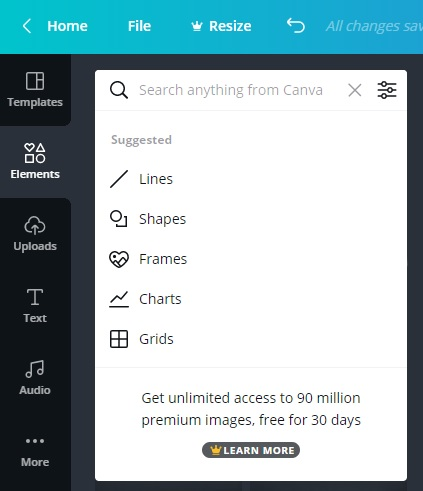 Home File Resize All changes sav
Templates
Elements
Uploads
Text
Audio
More
Search anything from Canva
Suggested
Lines
Shapes
Frames
Charts
Grids
Get unlimited access to 90 million
premium images, free for 30 days
LEARN MORE